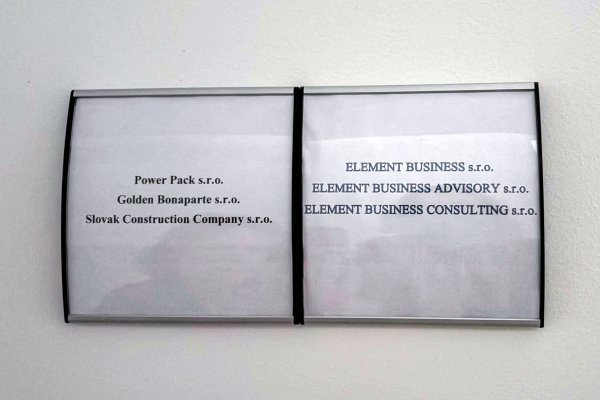 Power Pack s.r.o.
Golden Bonaparte s.r.o.
Slovak Construction Company s.r.o.
ELEMENT BUSINESS s.r.o.
ELEMENT BUSINESS ADVISORY s.r.o.
ELEMENT BUSINESS CONSULTING s.r.o.